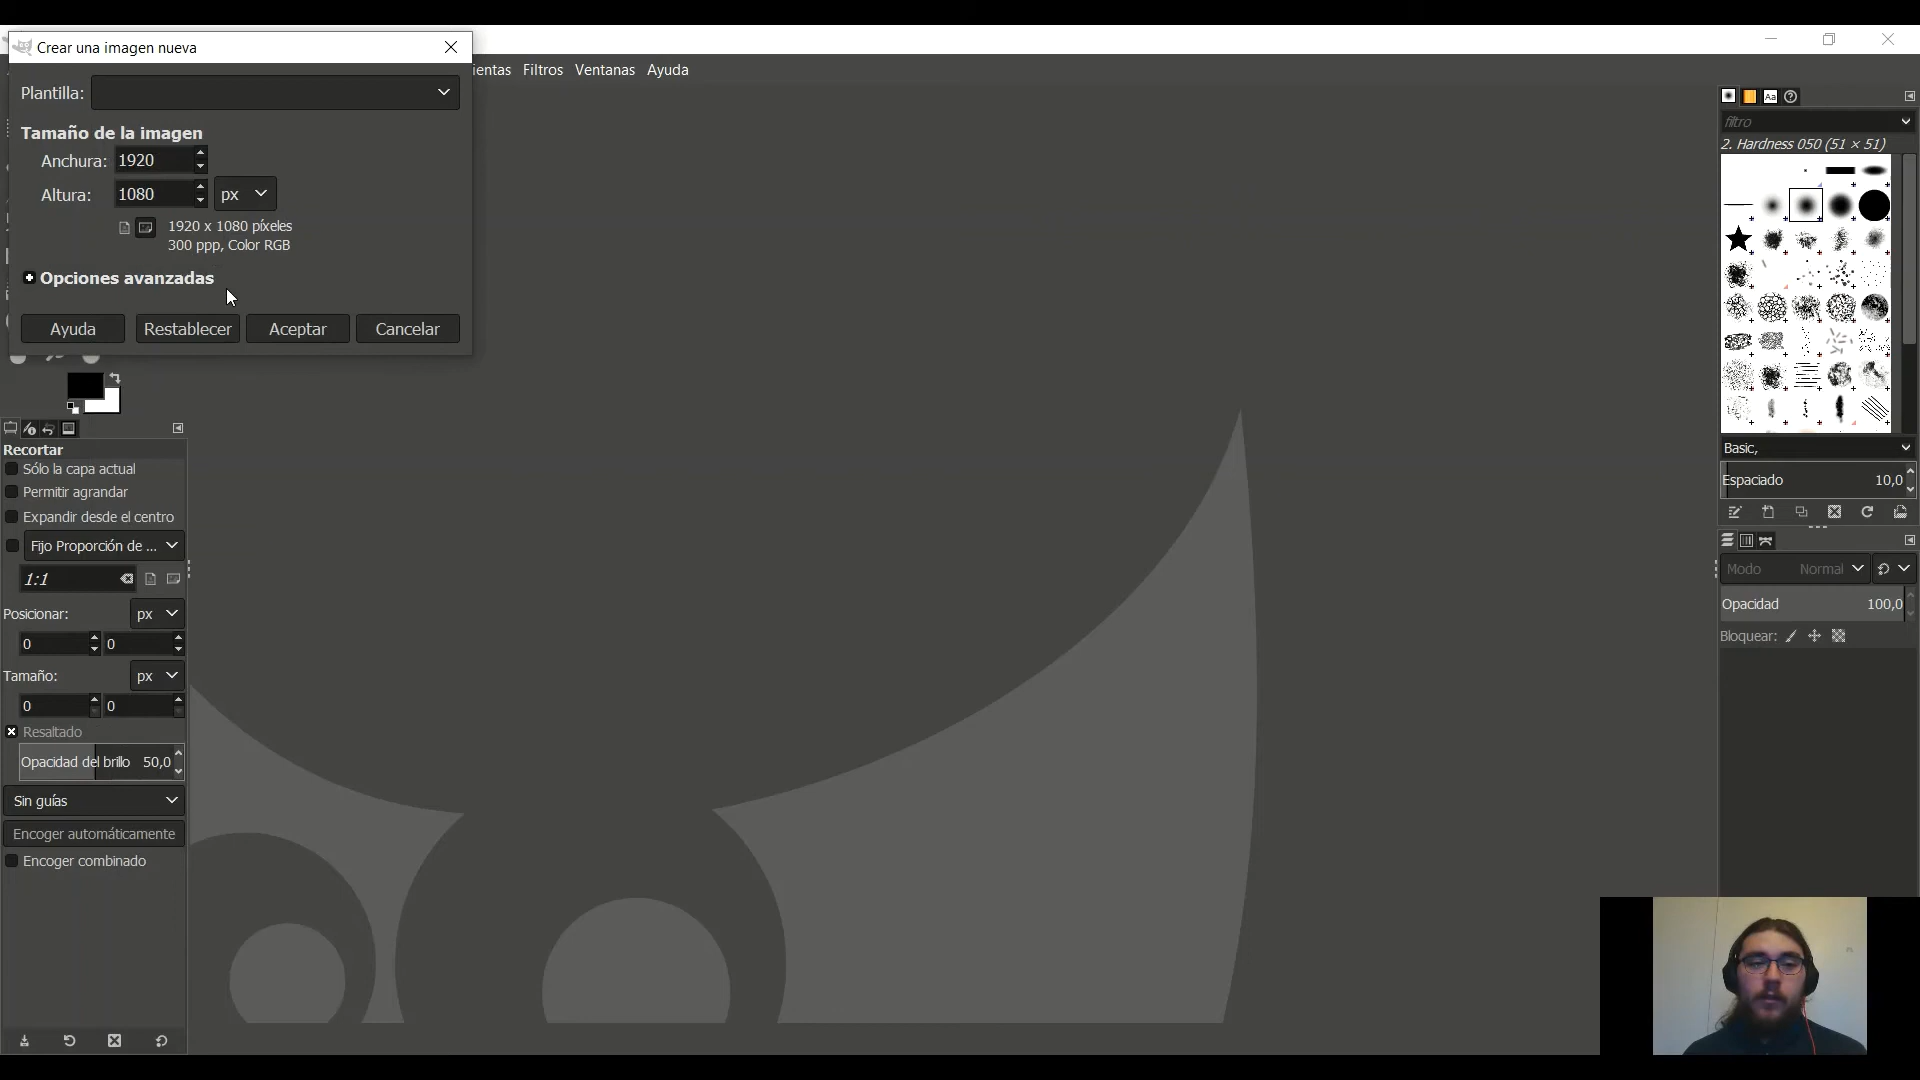 Crear una imagen nueva
ientas Filtros Ventanas Ayuda
Plantilla:
Tamaño de la imagen
Anchura: 1920
Altura: 1080 px
1920 x 1080 píxeles
300 ppp, Color RGB
Opciones avanzadas
Ayuda Restablecer Aceptar Cancelar
Recortar
Sólo la capa actual
Permitir agrandar
Expandir desde el centro
Fijo Proporción de ...
1:1
Posicionar: px
0 0
Tamaño: px
0 0
Resaltado
Opacidad del brillo 50,0
Sin guías
Encoger automáticamente
Encoger combinado
Aa
filtro
2. Hardness 050 (51 × 51)
Basic,
Espaciado 10,0
Modo Normal
Opacidad 100,0
Bloquear: